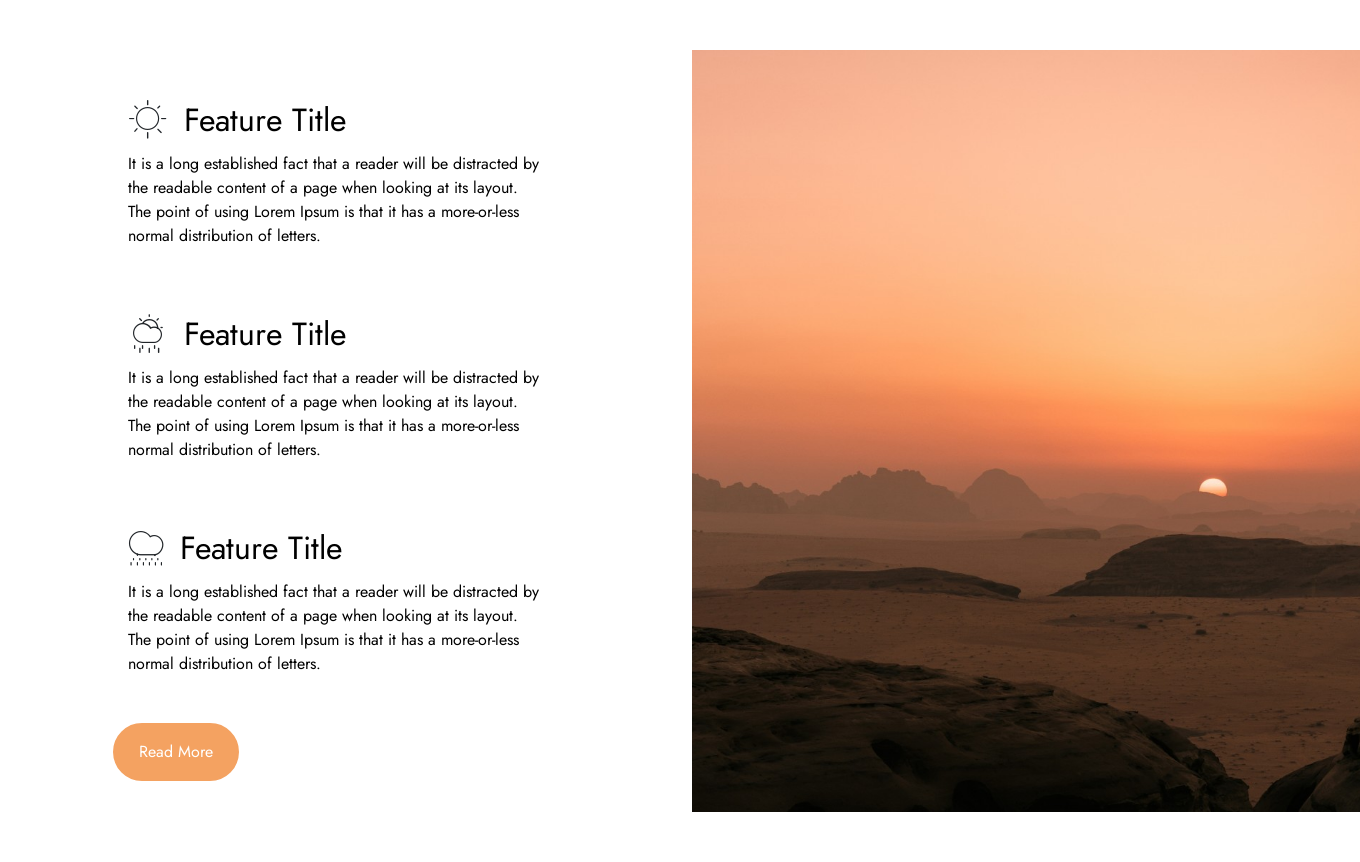 Feature Title
It is a long established fact that a reader will be distracted by
the readable content of a page when looking at its layout.
The point of using Lorem Ipsum is that it has a more-or-less
normal distribution of letters.
Feature Title
It is a long established fact that a reader will be distracted by
the readable content of a page when looking at its layout.
The point of using Lorem Ipsum is that it has a more-or-less
normal distribution of letters.
Feature Title
It is a long established fact that a reader will be distracted by
the readable content of a page when looking at its layout.
The point of using Lorem Ipsum is that it has a more-or-less
normal distribution of letters.
Read More